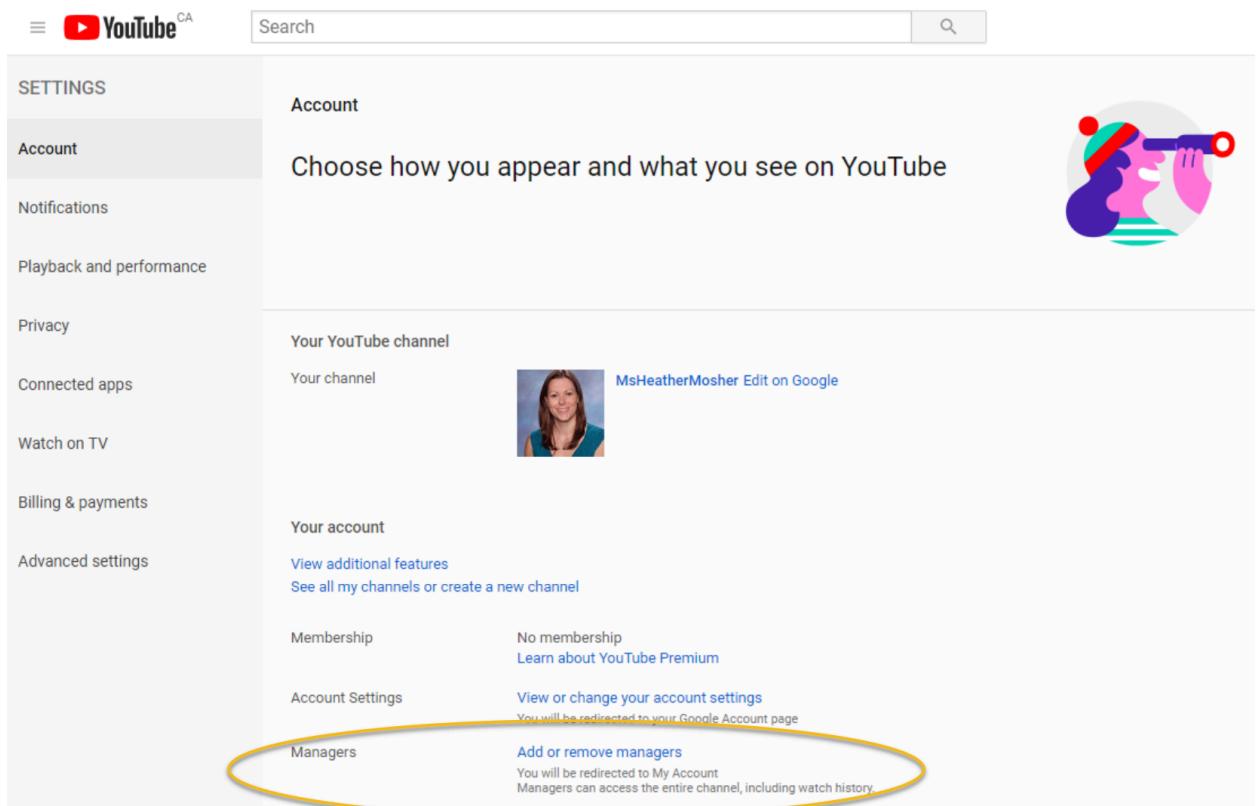 YouTube CA
Search
SETTINGS
Account
Notifications
Playback and performance
Privacy
Connected apps
Watch on TV
Billing & payments
Advanced settings
Account
Choose how you appear and what you see on YouTube
Your YouTube channel
Your channel
MsHeatherMosher Edit on Google
Your account
View additional features
See all my channels or create a new channel
Membership
No membership
Learn about YouTube Premium
Account Settings
View or change your account settings
You will be redirected to your Google Account page
Managers
Add or remove managers
You will be redirected to My Account
Managers can access the entire channel, including watch history.